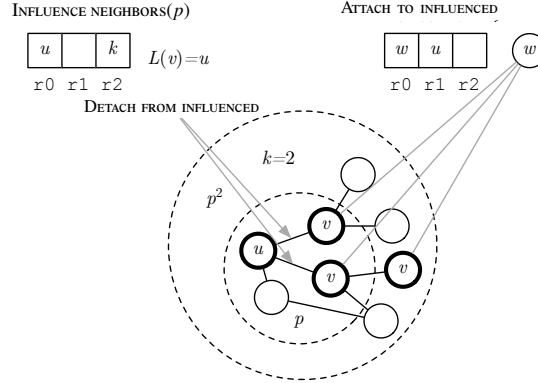 INFLUENCE NEIGHBORS(p)
ATTACH TO INFLUENCED
u k
L(v)=u
r0 r1 r2
w u
r0 r1 r2
w
DETACH FROM INFLUENCED
k=2
p²
v
u
v
v
p